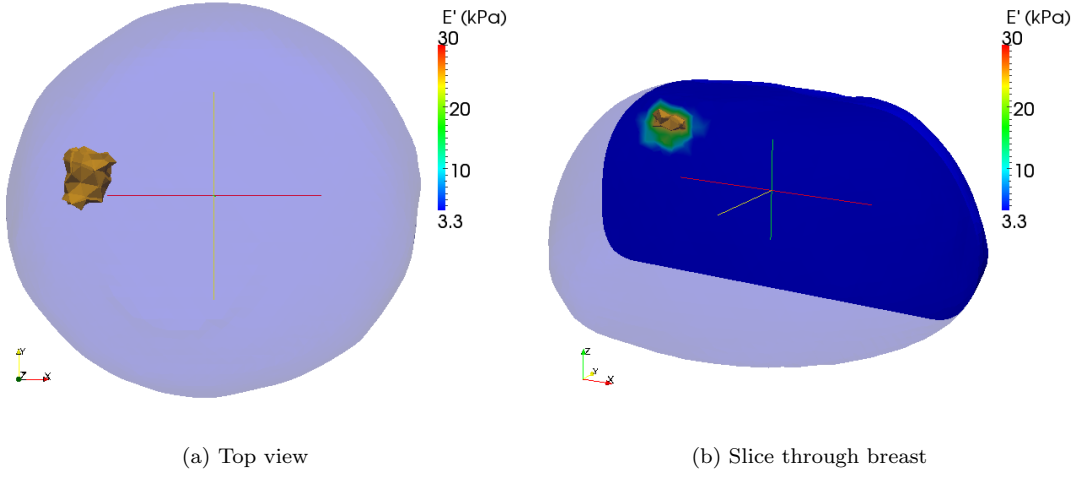 E' (kPa)
30
20
10
3.3
Y
Z
X
(a) Top view
E' (kPa)
30
20
10
3.3
Z
Y
X
(b) Slice through breast